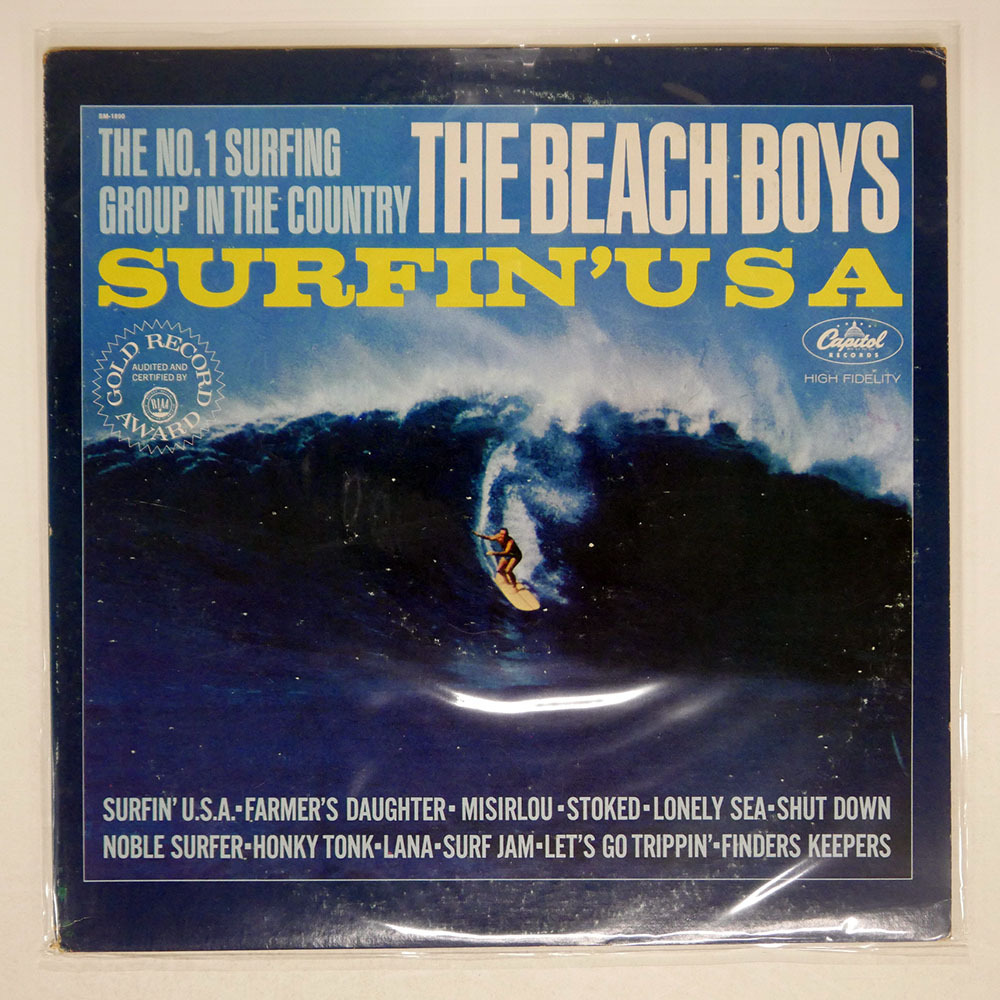 SM-1890
THE NO. 1 SURFING
GROUP IN THE COUNTRY
THE BEACH BOYS
SURFIN' U S A
GOLD RECORD
AUDITED AND
CERTIFIED BY
AWARD
Capitol
RECORDS
HIGH FIDELITY
SURFIN' U.S.A.▪FARMER'S DAUGHTER▪MISIRLOU▪STOKED▪LONELY SEA▪SHUT DOWN
NOBLE SURFER▪HONKY TONK▪LANA▪SURF JAM▪LET'S GO TRIPPIN'▪FINDERS KEEPERS